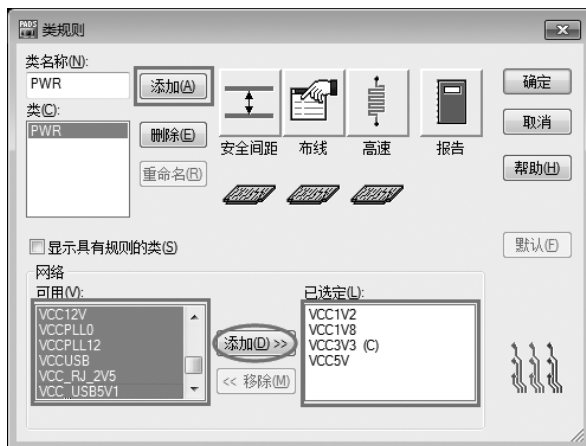 PADS 类规则
类名称(N):
PWR
添加(A)
确定
类(C):
PWR
删除(E)
重命名(R)
安全间距 布线 高速 报告
取消
帮助(H)
显示具有规则的类(S)
默认(F)
网络
可用(V):
已选定(L):
VCC12V
VCCPLL0
VCCPLL12
VCCUSB
VCC_RJ_2V5
VCC_USB5V1
添加(D) >>
<< 移除(M)
VCC1V2
VCC1V8
VCC3V3 (C)
VCC5V